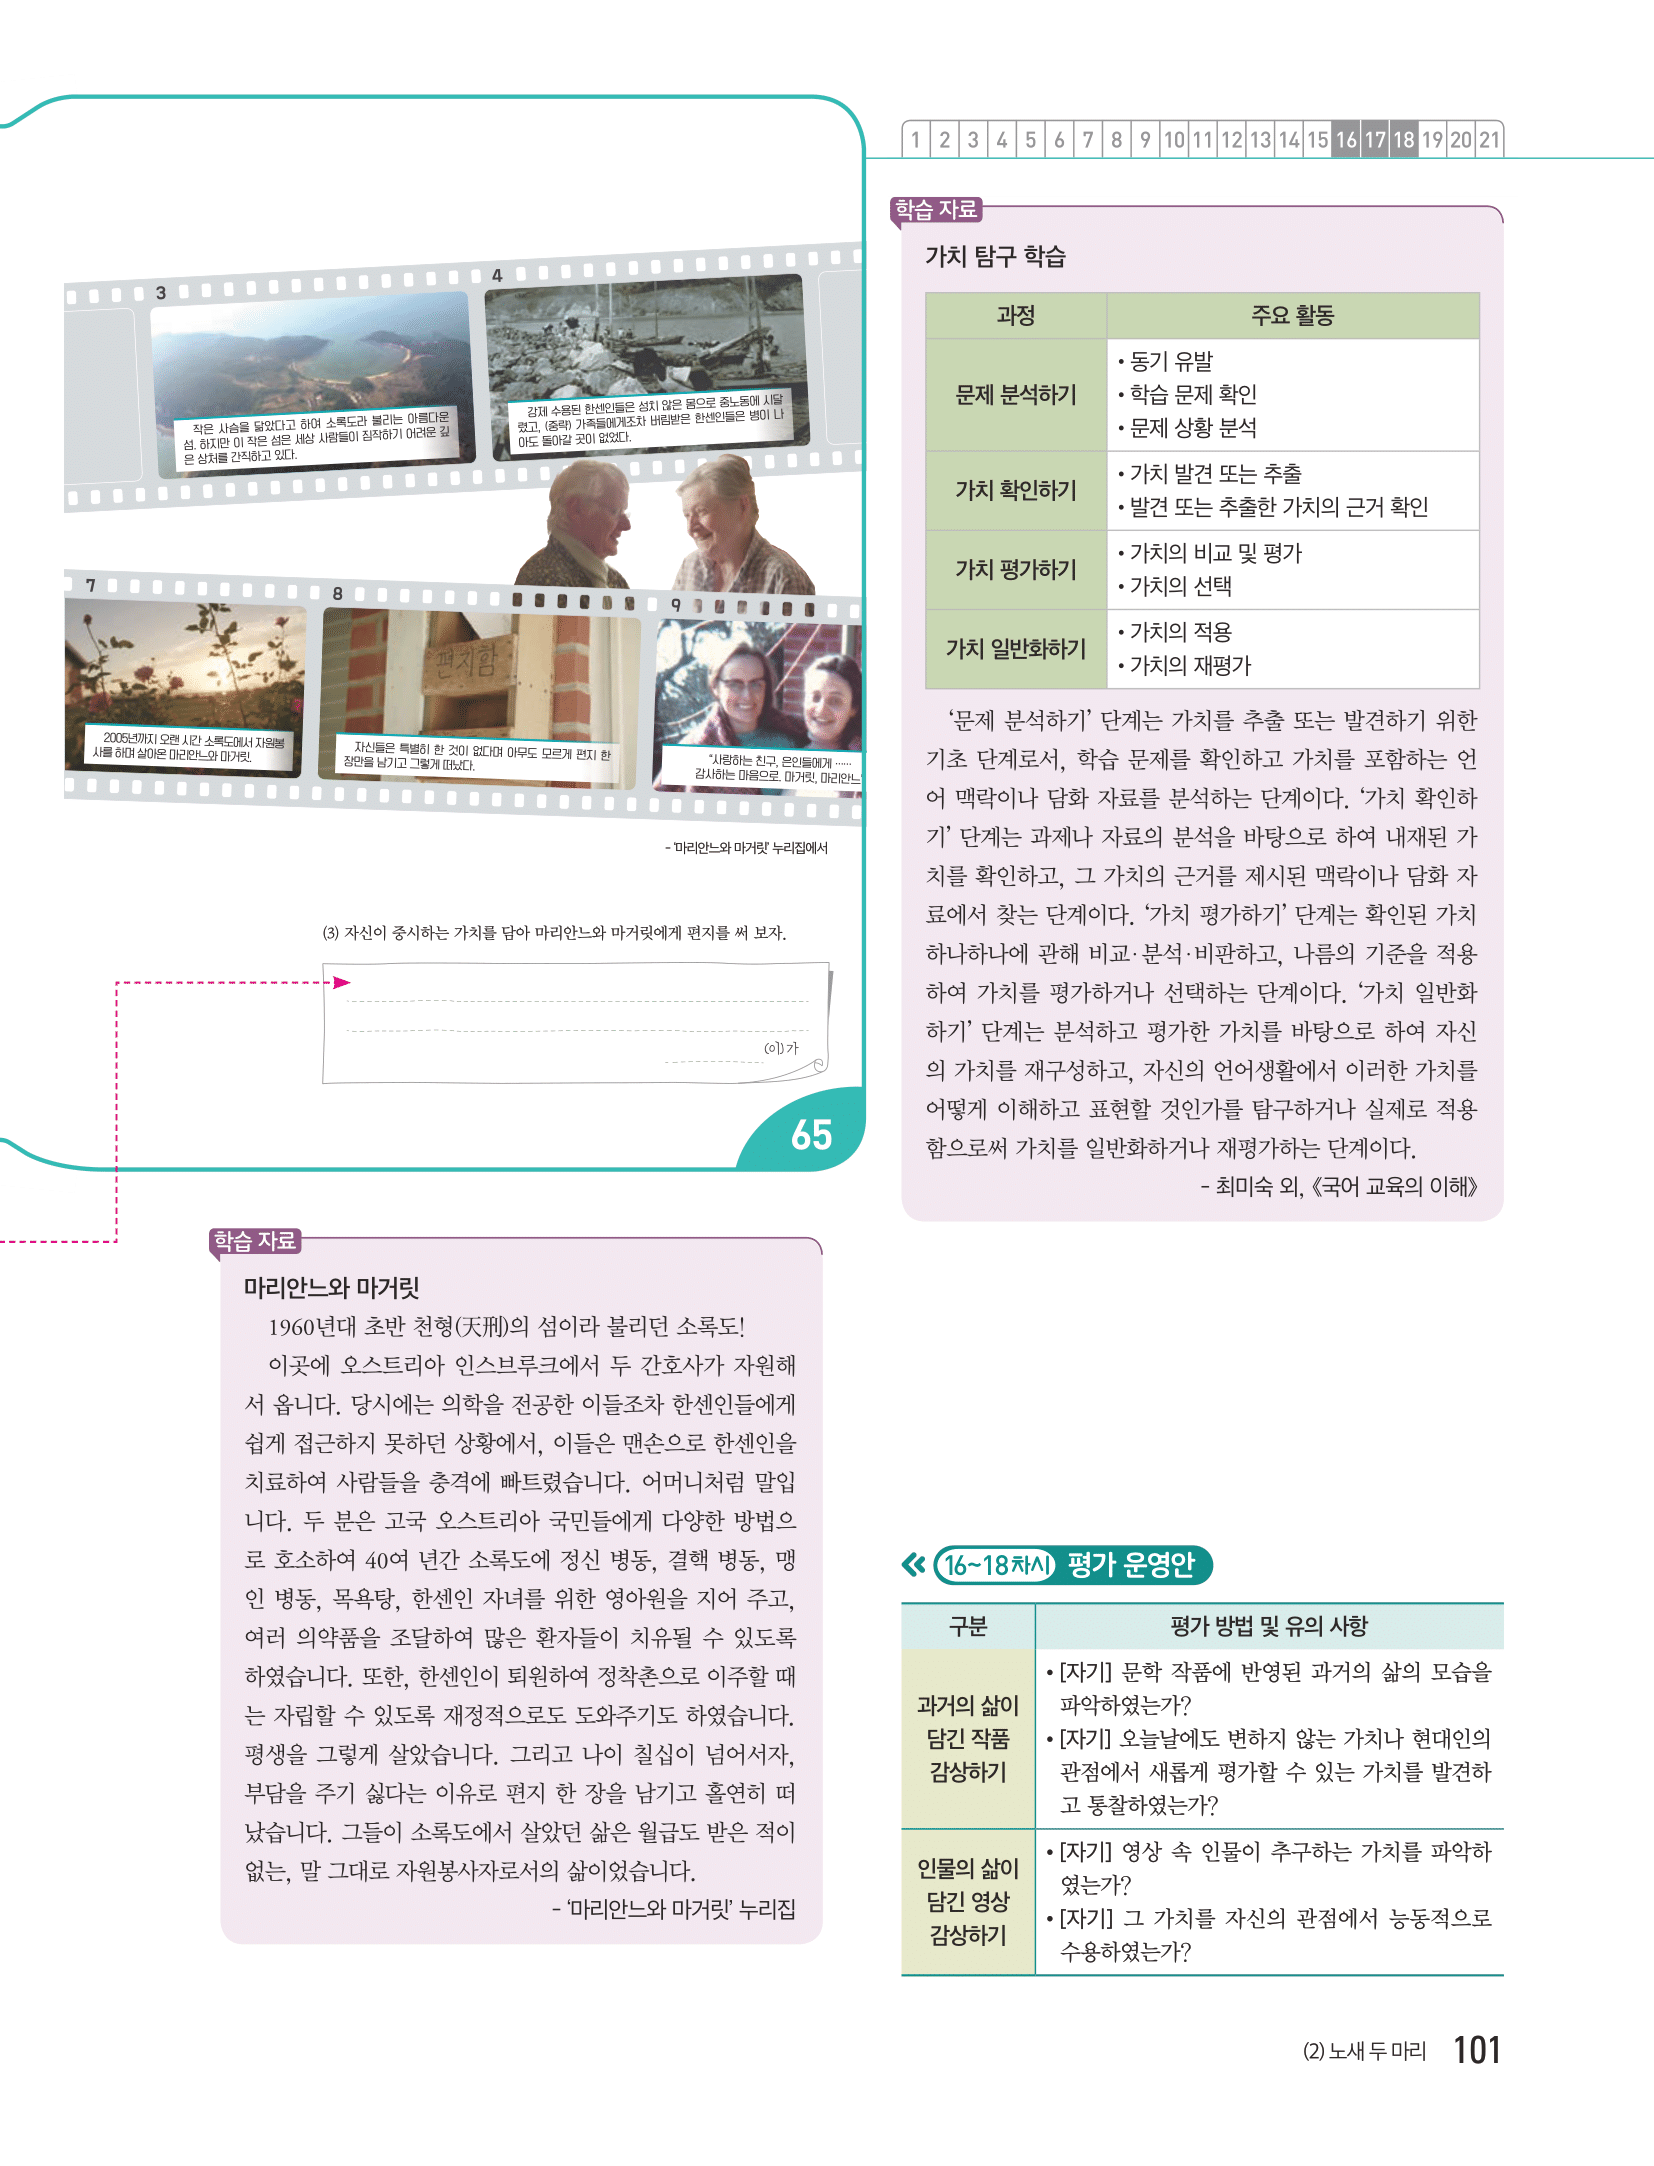 1 2 3 4 5 6 7 8 9 10 11 12 13 14 15 16 17 18 19 20 21
3
작은 사슴을 닮았다고 하여 소록도라 불리는 아름다운
섬. 하지만 이 작은 섬은 세상 사람들이 짐작하기 어려운 깊
은 상처를 간직하고 있다.
4
강제 수용된 한센인들은 성치 않은 몸으로 중노동에 시달
렸고, (중략) 가족들에게조차 버림받은 한센인들은 병이 나
아도 돌아갈 곳이 없었다.
7
2005년까지 오랜 시간 소록도에서 자원봉
사를 하며 살아온 마리안느와 마거릿.
8
편지함
자신들은 특별히 한 것이 없다며 아무도 모르게 편지 한
장만을 남기고 그렇게 떠났다.
9
“사랑하는 친구, 은인들에게 ……
감사하는 마음으로. 마거릿, 마리안느
- ‘마리안느와 마거릿’ 누리집에서
(3) 자신이 중시하는 가치를 담아 마리안느와 마거릿에게 편지를 써 보자.
(이)가
65
학습 자료
마리안느와 마거릿
1960년대 초반 천형(天刑)의 섬이라 불리던 소록도!
이곳에 오스트리아 인스브루크에서 두 간호사가 자원해
서 옵니다. 당시에는 의학을 전공한 이들조차 한센인들에게
쉽게 접근하지 못하던 상황에서, 이들은 맨손으로 한센인을
치료하여 사람들을 충격에 빠트렸습니다. 어머니처럼 말입
니다. 두 분은 고국 오스트리아 국민들에게 다양한 방법으
로 호소하여 40여 년간 소록도에 정신 병동, 결핵 병동, 맹
인 병동, 목욕탕, 한센인 자녀를 위한 영아원을 지어 주고,
여러 의약품을 조달하여 많은 환자들이 치유될 수 있도록
하였습니다. 또한, 한센인이 퇴원하여 정착촌으로 이주할 때
는 자립할 수 있도록 재정적으로도 도와주기도 하였습니다.
평생을 그렇게 살았습니다. 그리고 나이 칠십이 넘어서자,
부담을 주기 싫다는 이유로 편지 한 장을 남기고 홀연히 떠
났습니다. 그들이 소록도에서 살았던 삶은 월급도 받은 적이
없는, 말 그대로 자원봉사자로서의 삶이었습니다.
- ‘마리안느와 마거릿’ 누리집
학습 자료
가치 탐구 학습
과정 주요 활동
문제 분석하기
• 동기 유발
• 학습 문제 확인
• 문제 상황 분석
가치 확인하기
• 가치 발견 또는 추출
• 발견 또는 추출한 가치의 근거 확인
가치 평가하기
• 가치의 비교 및 평가
• 가치의 선택
가치 일반화하기
• 가치의 적용
• 가치의 재평가
‘문제 분석하기’ 단계는 가치를 추출 또는 발견하기 위한
기초 단계로서, 학습 문제를 확인하고 가치를 포함하는 언
어 맥락이나 담화 자료를 분석하는 단계이다. ‘가치 확인하
기’ 단계는 과제나 자료의 분석을 바탕으로 하여 내재된 가
치를 확인하고, 그 가치의 근거를 제시된 맥락이나 담화 자
료에서 찾는 단계이다. ‘가치 평가하기’ 단계는 확인된 가치
하나하나에 관해 비교·분석·비판하고, 나름의 기준을 적용
하여 가치를 평가하거나 선택하는 단계이다. ‘가치 일반화
하기’ 단계는 분석하고 평가한 가치를 바탕으로 하여 자신
의 가치를 재구성하고, 자신의 언어생활에서 이러한 가치를
어떻게 이해하고 표현할 것인가를 탐구하거나 실제로 적용
함으로써 가치를 일반화하거나 재평가하는 단계이다.
- 최미숙 외, 《국어 교육의 이해》
16~18차시 평가 운영안
구분 평가 방법 및 유의 사항
과거의 삶이
담긴 작품
감상하기
• [자기] 문학 작품에 반영된 과거의 삶의 모습을
파악하였는가?
• [자기] 오늘날에도 변하지 않는 가치나 현대인의
관점에서 새롭게 평가할 수 있는 가치를 발견하
고 통찰하였는가?
인물의 삶이
담긴 영상
감상하기
• [자기] 영상 속 인물이 추구하는 가치를 파악하
였는가?
• [자기] 그 가치를 자신의 관점에서 능동적으로
수용하였는가?
(2) 노새 두 마리 101